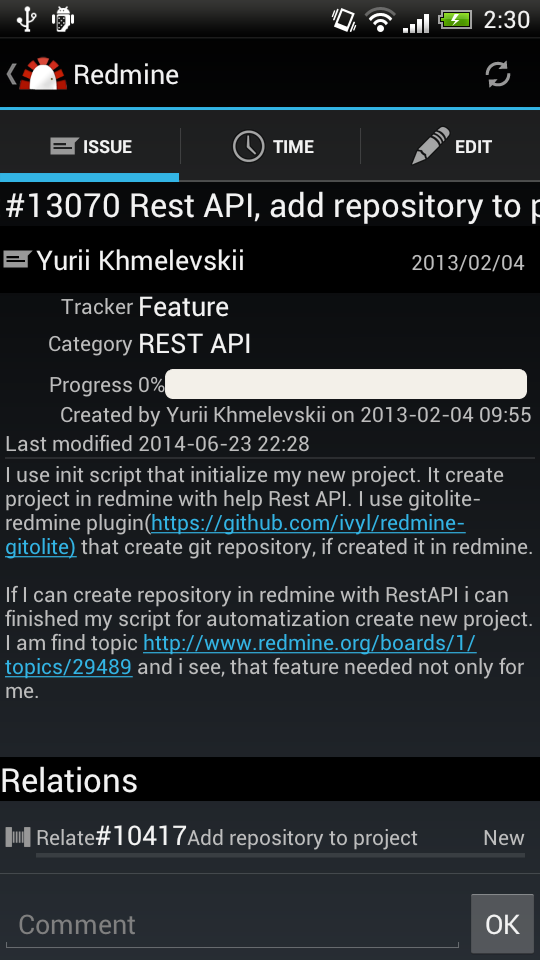 2:30
Redmine
ISSUE TIME EDIT
#13070 Rest API, add repository to p
Yurii Khmelevskii 2013/02/04
Tracker Feature
Category REST API
Progress 0%
Created by Yurii Khmelevskii on 2013-02-04 09:55
Last modified 2014-06-23 22:28
I use init script that initialize my new project. It create
project in redmine with help Rest API. I use gitolite-
redmine plugin(https://github.com/ivyl/redmine-
gitolite) that create git repository, if created it in redmine.
If I can create repository in redmine with RestAPI i can
finished my script for automatization create new project.
I am find topic http://www.redmine.org/boards/1/
topics/29489 and i see, that feature needed not only for
me.
Relations
Relate#10417Add repository to project New
Comment OK